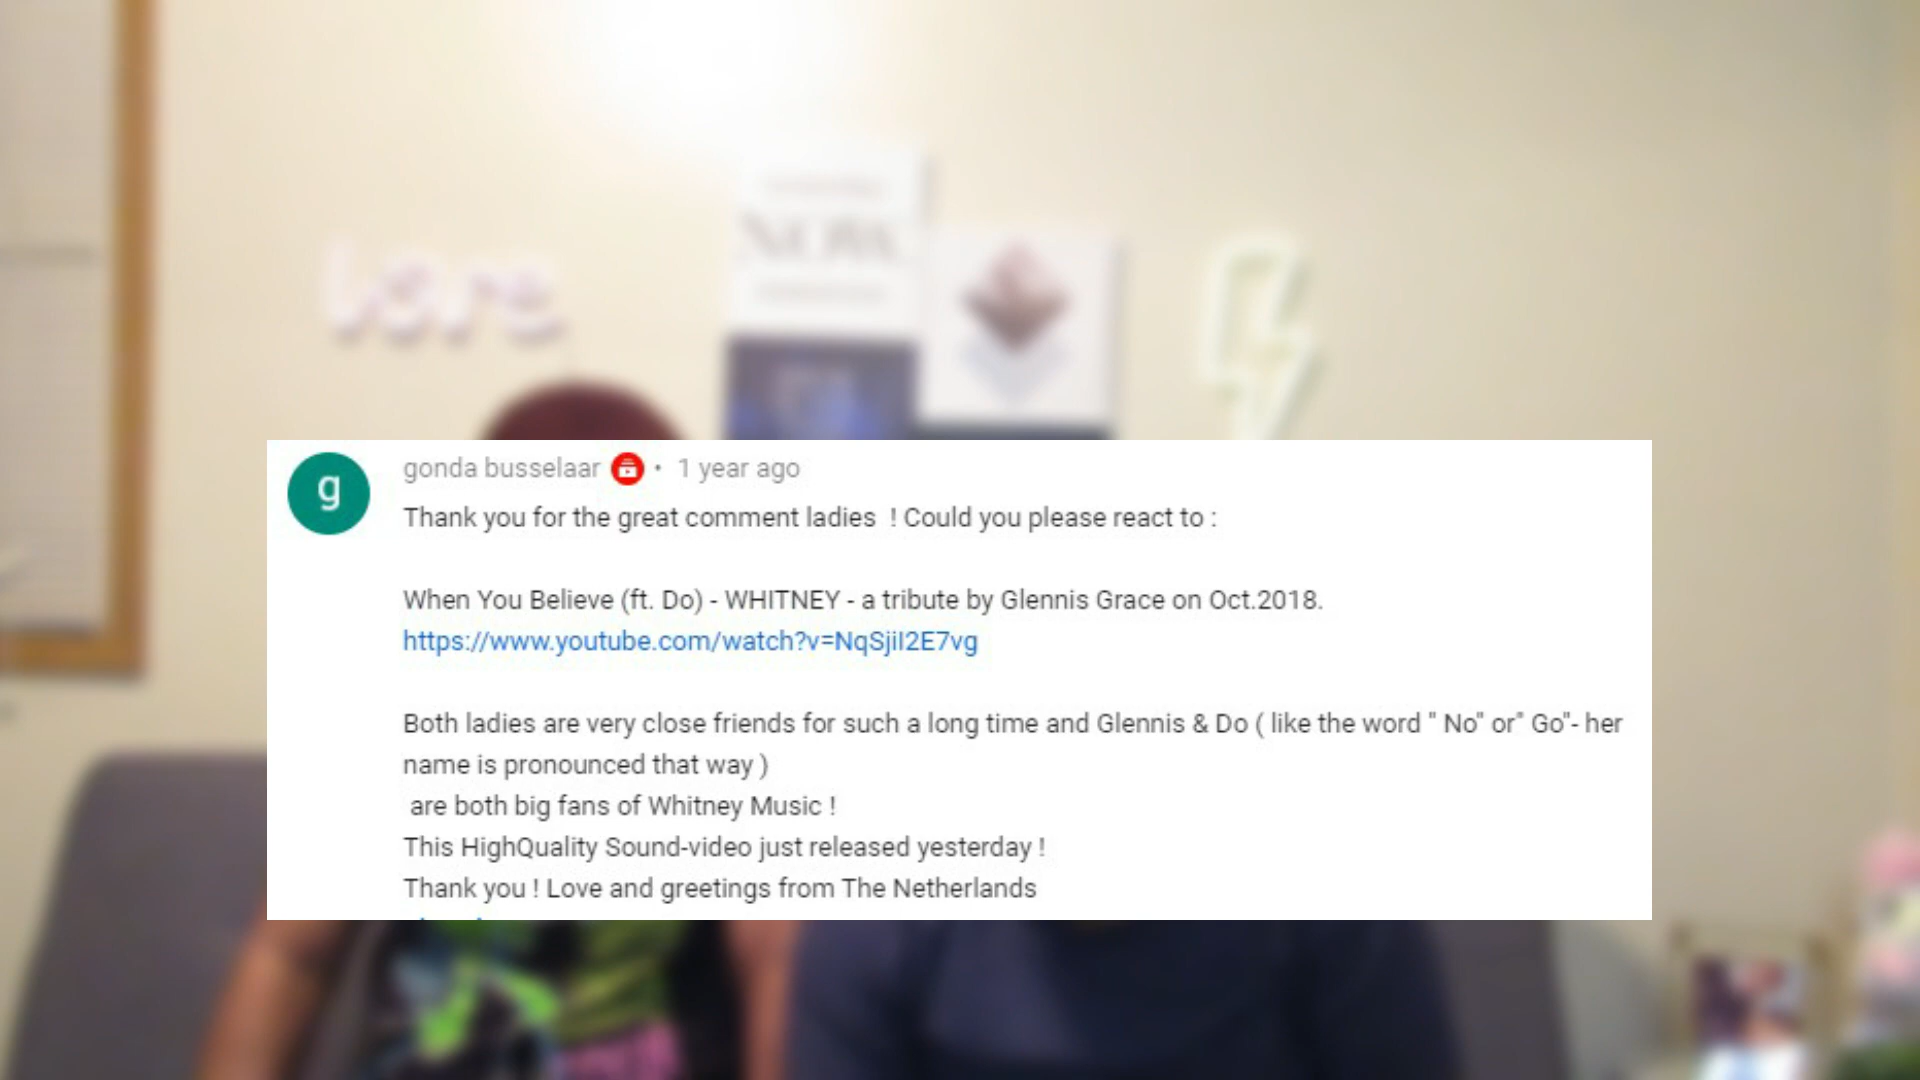 love
NOW
g
gonda busselaar • 1 year ago
Thank you for the great comment ladies ! Could you please react to :
When You Believe (ft. Do) - WHITNEY - a tribute by Glennis Grace on Oct.2018.
https://www.youtube.com/watch?v=NqSjiI2E7vg
Both ladies are very close friends for such a long time and Glennis & Do ( like the word " No" or" Go"- her
name is pronounced that way )
are both big fans of Whitney Music !
This HighQuality Sound-video just released yesterday !
Thank you ! Love and greetings from The Netherlands